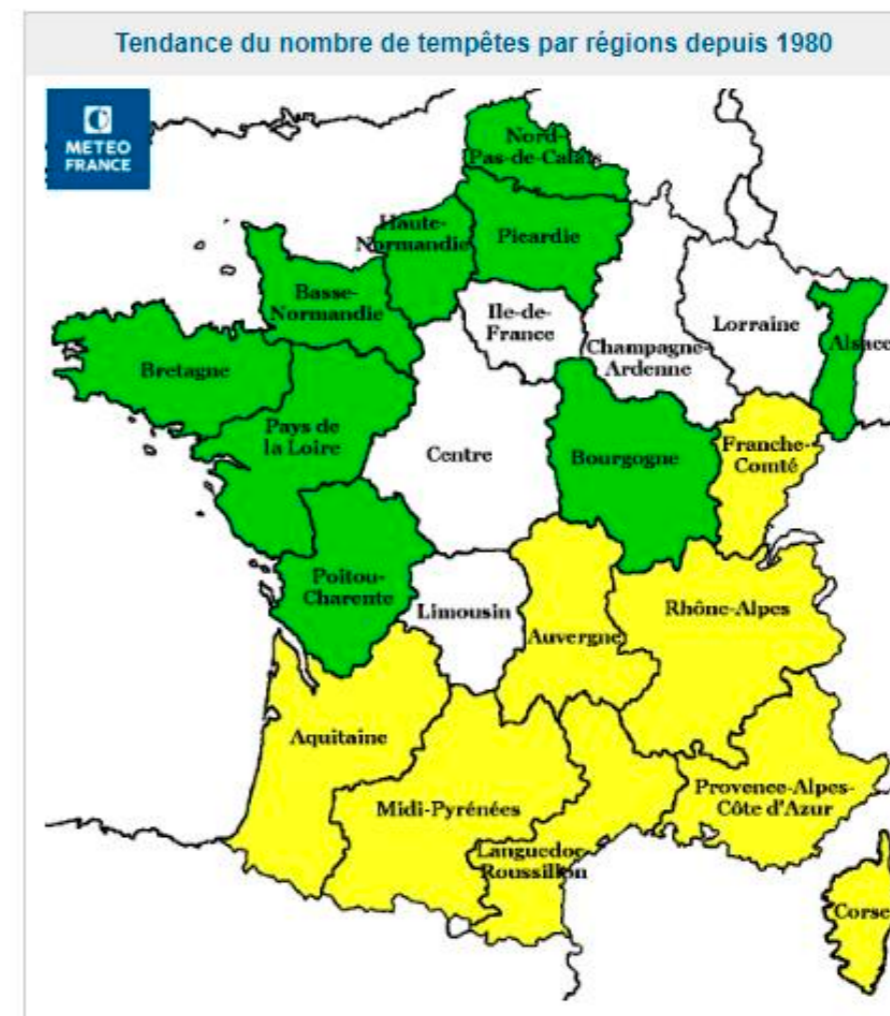 Tendance du nombre de tempêtes par régions depuis 1980
METEO
FRANCE
Nord-
Pas-de-Calais
Haute-
Normandie
Picardie
Basse-
Normandie
Ile-de-
France
Lorraine
Champagne-
Ardenne
Alsace
Bretagne
Pays de
la Loire
Centre
Bourgogne
Franche-
Comté
Poitou-
Charente
Limousin
Auvergne
Rhône-Alpes
Aquitaine
Midi-Pyrénées
Provence-Alpes-
Côte d'Azur
Languedoc-
Roussillon
Corse